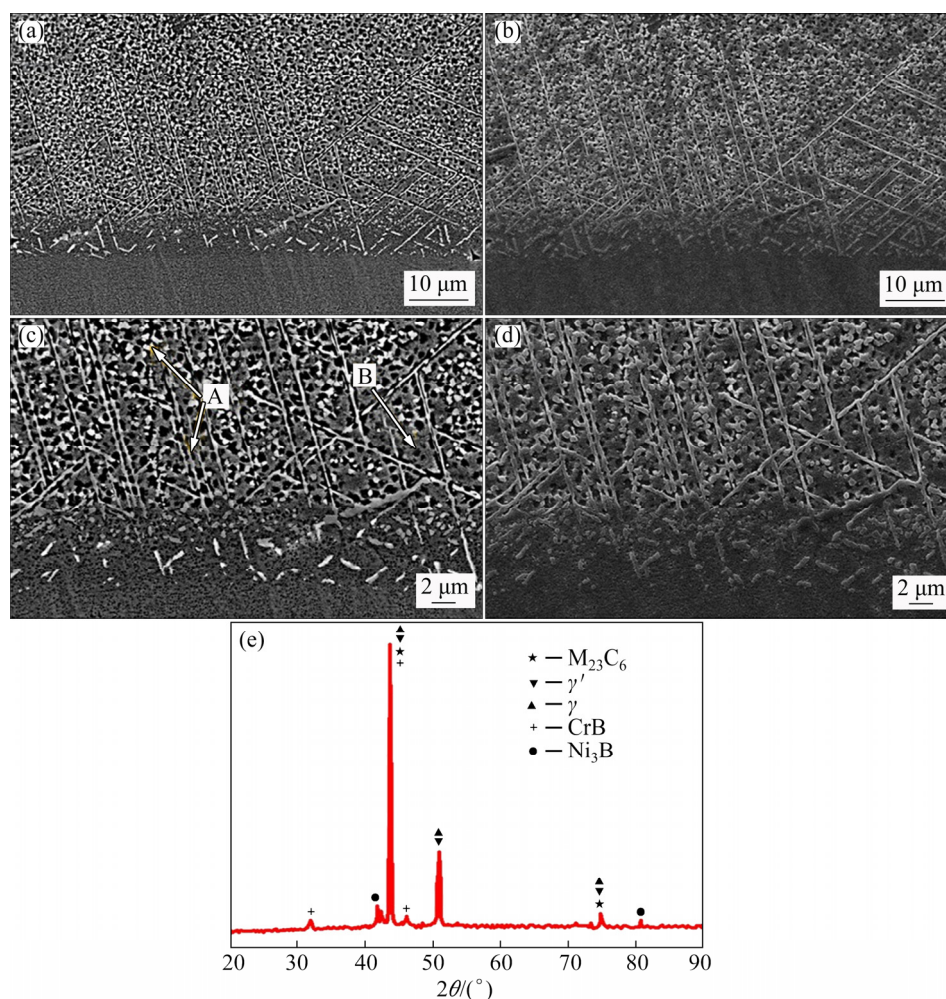 (a)
(b)
10 μm
10 μm
(c)
(d)
A
B
2 μm
2 μm
(e)
★ — M₂₃C₆
▼ — γ′
▲ — γ
+ — CrB
● — Ni₃B
20 30 40 50 60 70 80 90
2θ/(°)